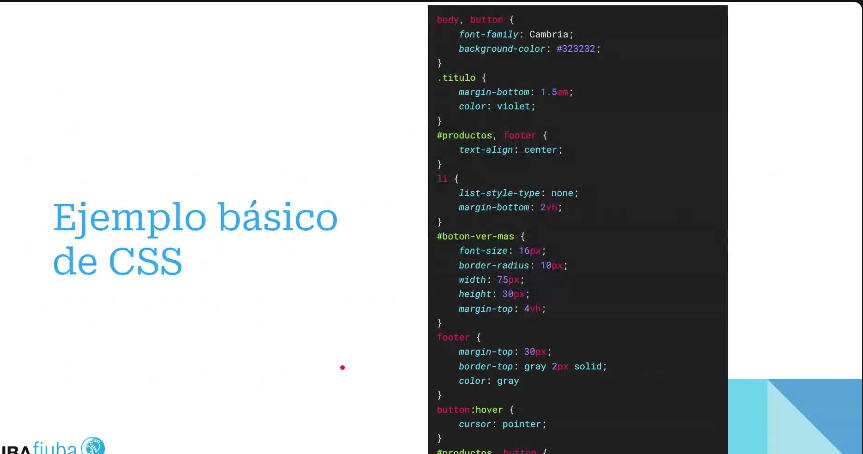 Ejemplo básico
de CSS
body, button {
font-family: Cambria;
background-color: #323232;
}
.titulo {
margin-bottom: 1.5em;
color: violet;
}
#productos, footer {
text-align: center;
}
li {
list-style-type: none;
margin-bottom: 2vh;
}
#boton-ver-mas {
font-size: 16px;
border-radius: 10px;
width: 75px;
height: 30px;
margin-top: 4vh;
}
footer {
margin-top: 30px;
border-top: gray 2px solid;
color: gray
}
button:hover {
cursor: pointer;
}
#productos, button {
UBAfiuba